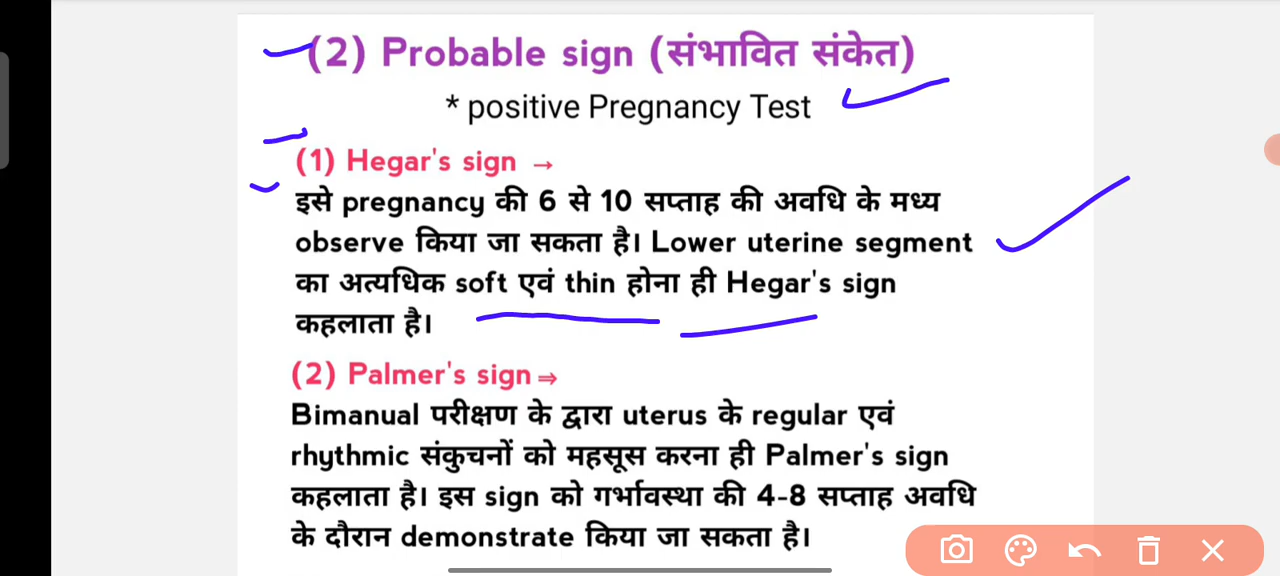 (2) Probable sign (संभावित संकेत)
* positive Pregnancy Test
(1) Hegar's sign →
इसे pregnancy की 6 से 10 सप्ताह की अवधि के मध्य
observe किया जा सकता है। Lower uterine segment
का अत्यधिक soft एवं thin होना ही Hegar's sign
कहलाता है।
(2) Palmer's sign ⇒
Bimanual परीक्षण के द्वारा uterus के regular एवं
rhythmic संकुचनों को महसूस करना ही Palmer's sign
कहलाता है। इस sign को गर्भावस्था की 4-8 सप्ताह अवधि
के दौरान demonstrate किया जा सकता है।